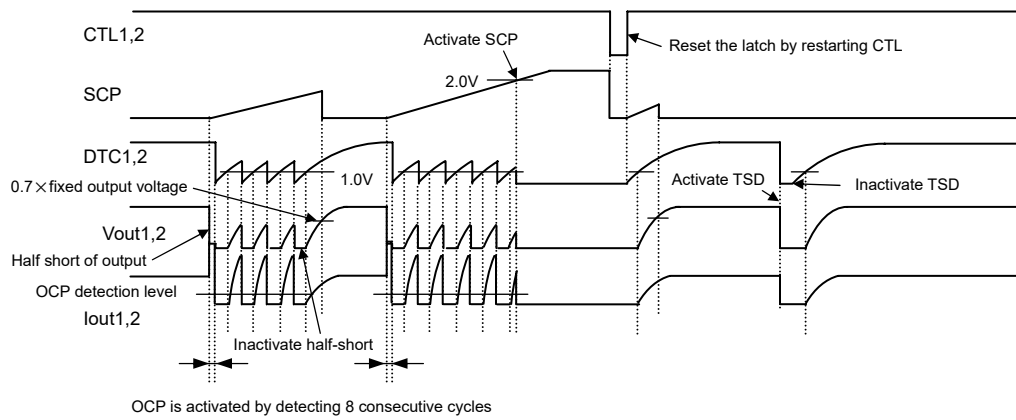 CTL1,2
Activate SCP
Reset the latch by restarting CTL
2.0V
SCP
DTC1,2
1.0V
0.7×fixed output voltage
Activate TSD
Inactivate TSD
Vout1,2
Half short of output
OCP detection level
Iout1,2
Inactivate half-short
OCP is activated by detecting 8 consecutive cycles